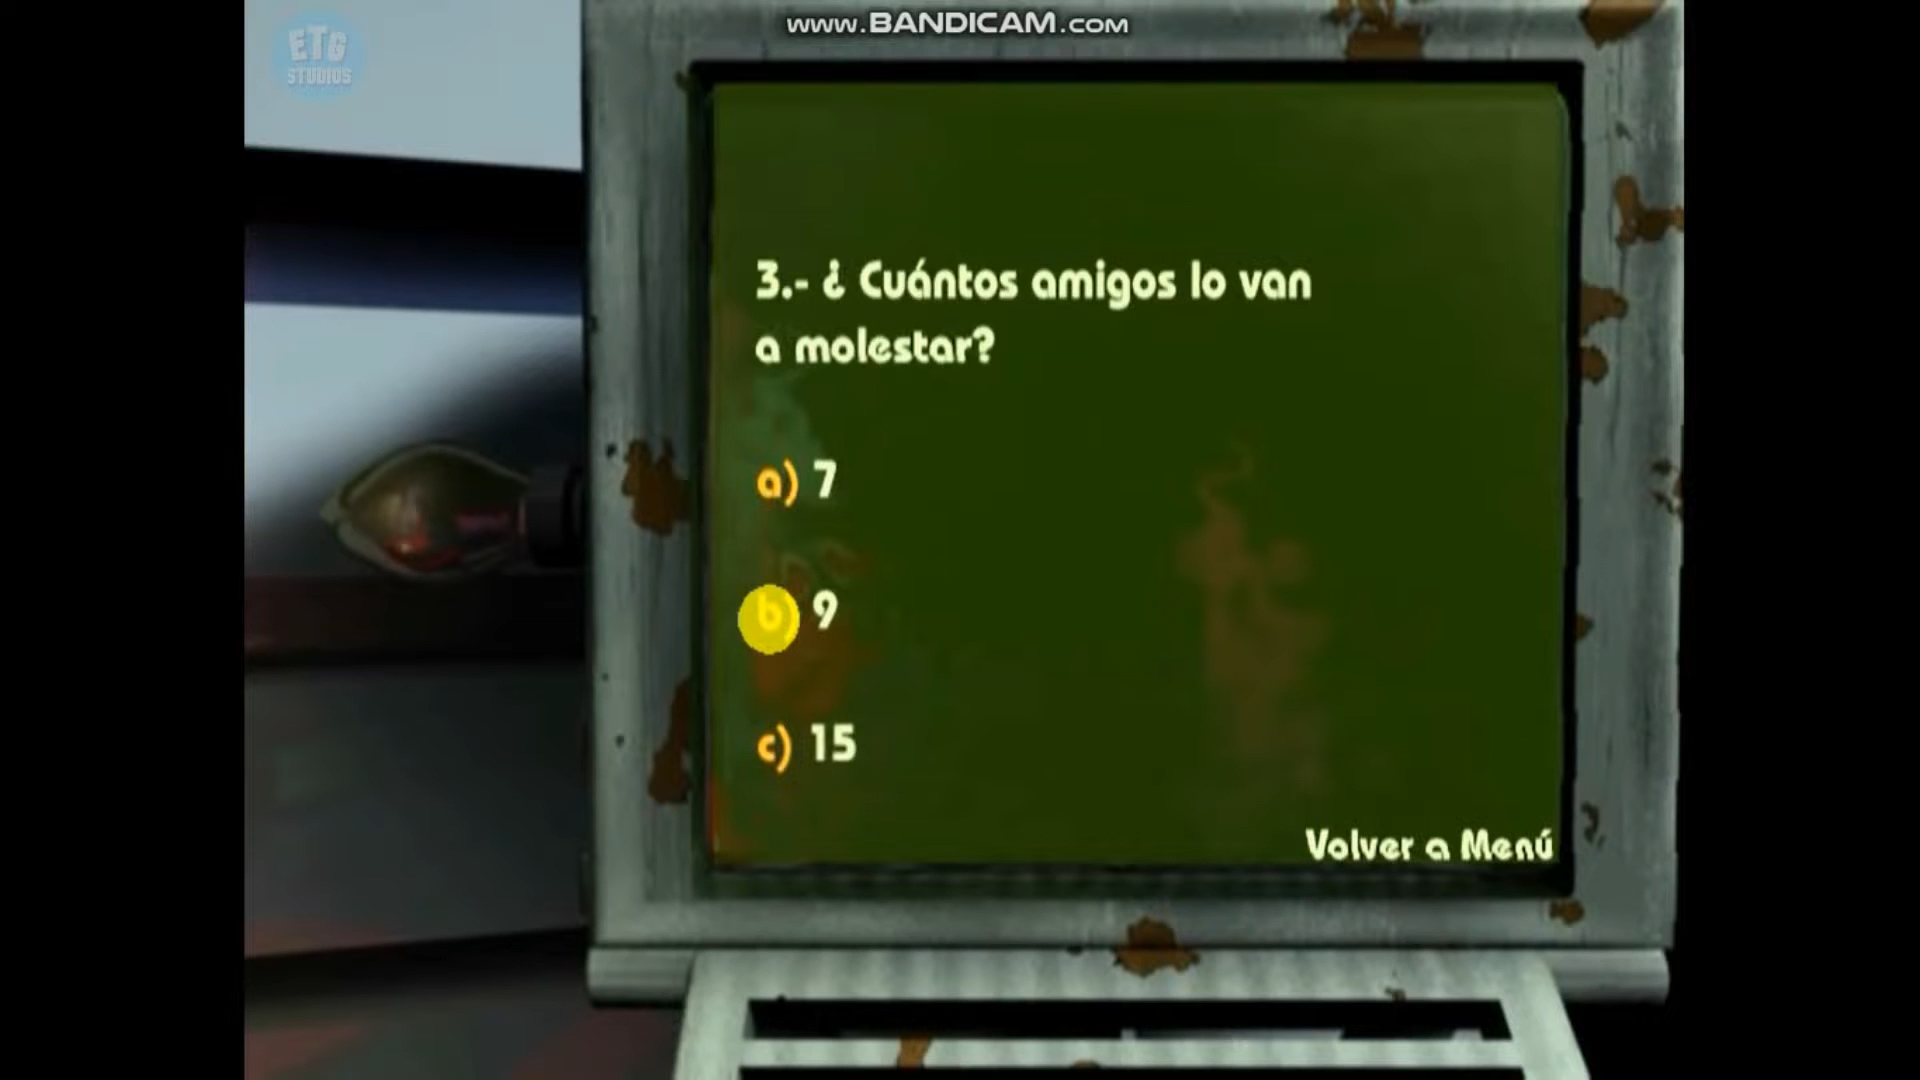 www.BANDICAM.com
ETG
STUDIOS
3.- ¿ Cuántos amigos lo van
a molestar?
a) 7
b) 9
c) 15
Volver a Menú